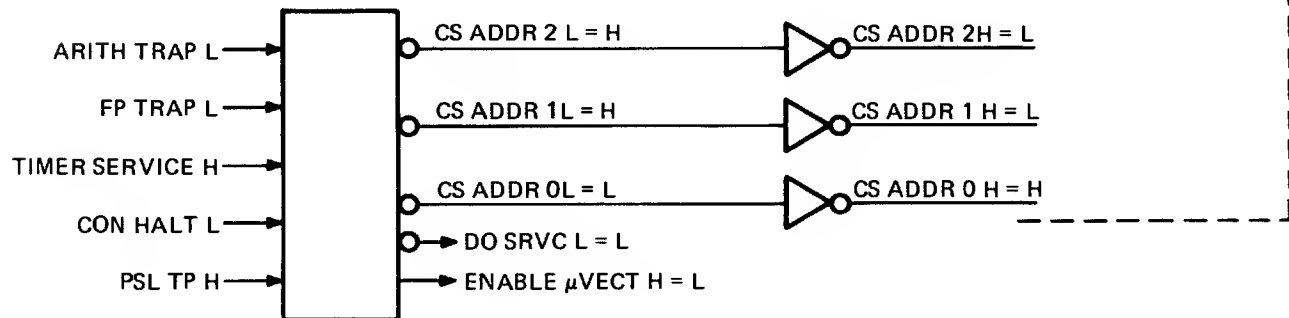 ARITH TRAP L
CS ADDR 2 L = H
CS ADDR 2H = L
FP TRAP L
CS ADDR 1L = H
CS ADDR 1 H = L
TIMER SERVICE H
CS ADDR 0L = L
CS ADDR 0 H = H
CON HALT L
DO SRVC L = L
PSL TP H
ENABLE μVECT H = L